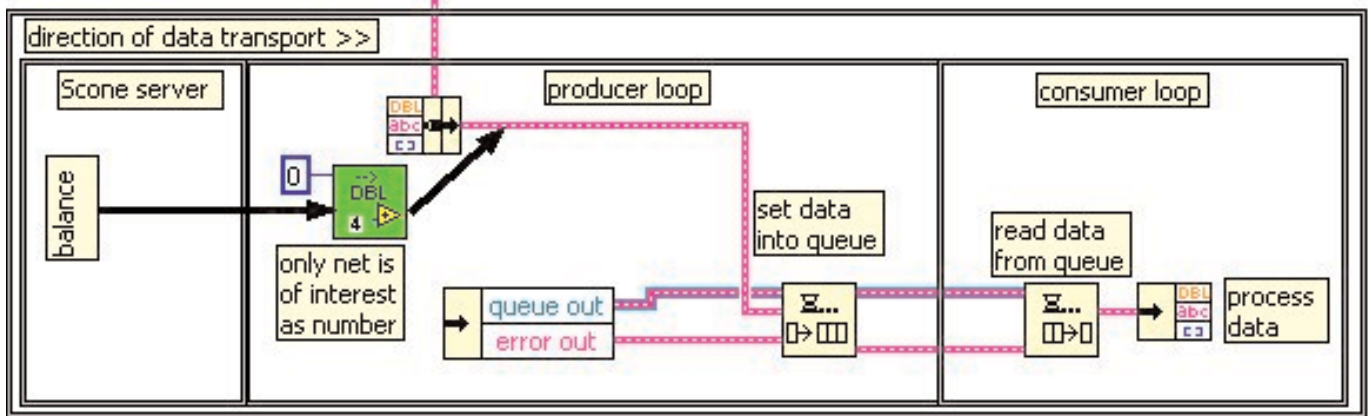 direction of data transport >>
Scone server
producer loop
consumer loop
DBL
abc
0
-->
DBL
4
+
balance
only net is
of interest
as number
set data
into queue
read data
from queue
queue out
error out
DBL
abc
process
data